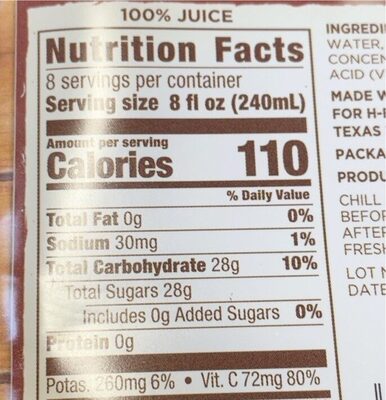 100% JUICE
Nutrition Facts
8 servings per container
Serving size 8 fl oz (240mL)
Amount per serving
Calories 110
% Daily Value
Total Fat 0g 0%
Sodium 30mg 1%
Total Carbohydrate 28g 10%
Total Sugars 28g
Includes 0g Added Sugars 0%
Protein 0g
Potas. 260mg 6% • Vit. C 72mg 80%
INGREDI
WATER,
CONCEN
ACID (V
MADE W
FOR H-
TEXAS
PACKA
PRODU
CHILL
BEFOR
AFTER
FRESH
LOT N
DATE